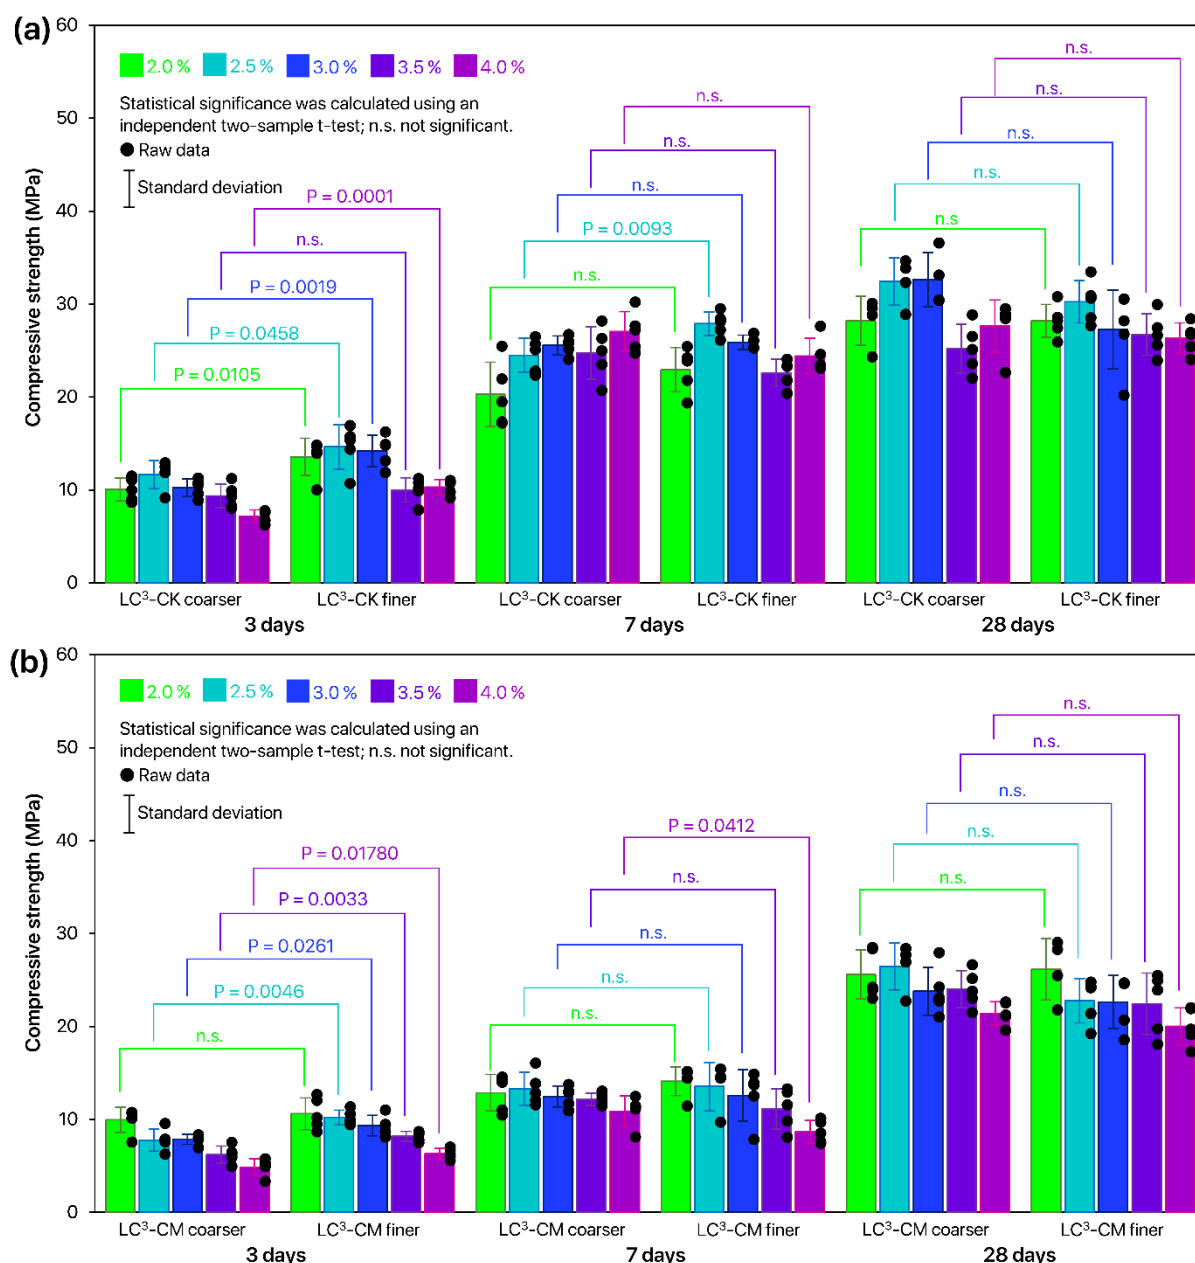 (a)
60
50
40
30
20
10
0
Compressive strength (MPa)
2.0 % 2.5 % 3.0 % 3.5 % 4.0 %
Statistical significance was calculated using an
independent two-sample t-test; n.s. not significant.
Raw data
Standard deviation
P = 0.0105
P = 0.0458
P = 0.0019
n.s.
P = 0.0001
n.s.
P = 0.0093
n.s.
n.s.
n.s.
n.s
n.s.
n.s.
n.s.
n.s.
LC³-CK coarser LC³-CK finer LC³-CK coarser LC³-CK finer LC³-CK coarser LC³-CK finer
3 days 7 days 28 days
(b)
60
50
40
30
20
10
0
Compressive strength (MPa)
2.0 % 2.5 % 3.0 % 3.5 % 4.0 %
Statistical significance was calculated using an
independent two-sample t-test; n.s. not significant.
Raw data
Standard deviation
n.s.
P = 0.0046
P = 0.0261
P = 0.0033
P = 0.01780
n.s.
n.s.
n.s.
n.s.
P = 0.0412
n.s.
n.s.
n.s.
n.s.
n.s.
LC³-CM coarser LC³-CM finer LC³-CM coarser LC³-CM finer LC³-CM coarser LC³-CM finer
3 days 7 days 28 days